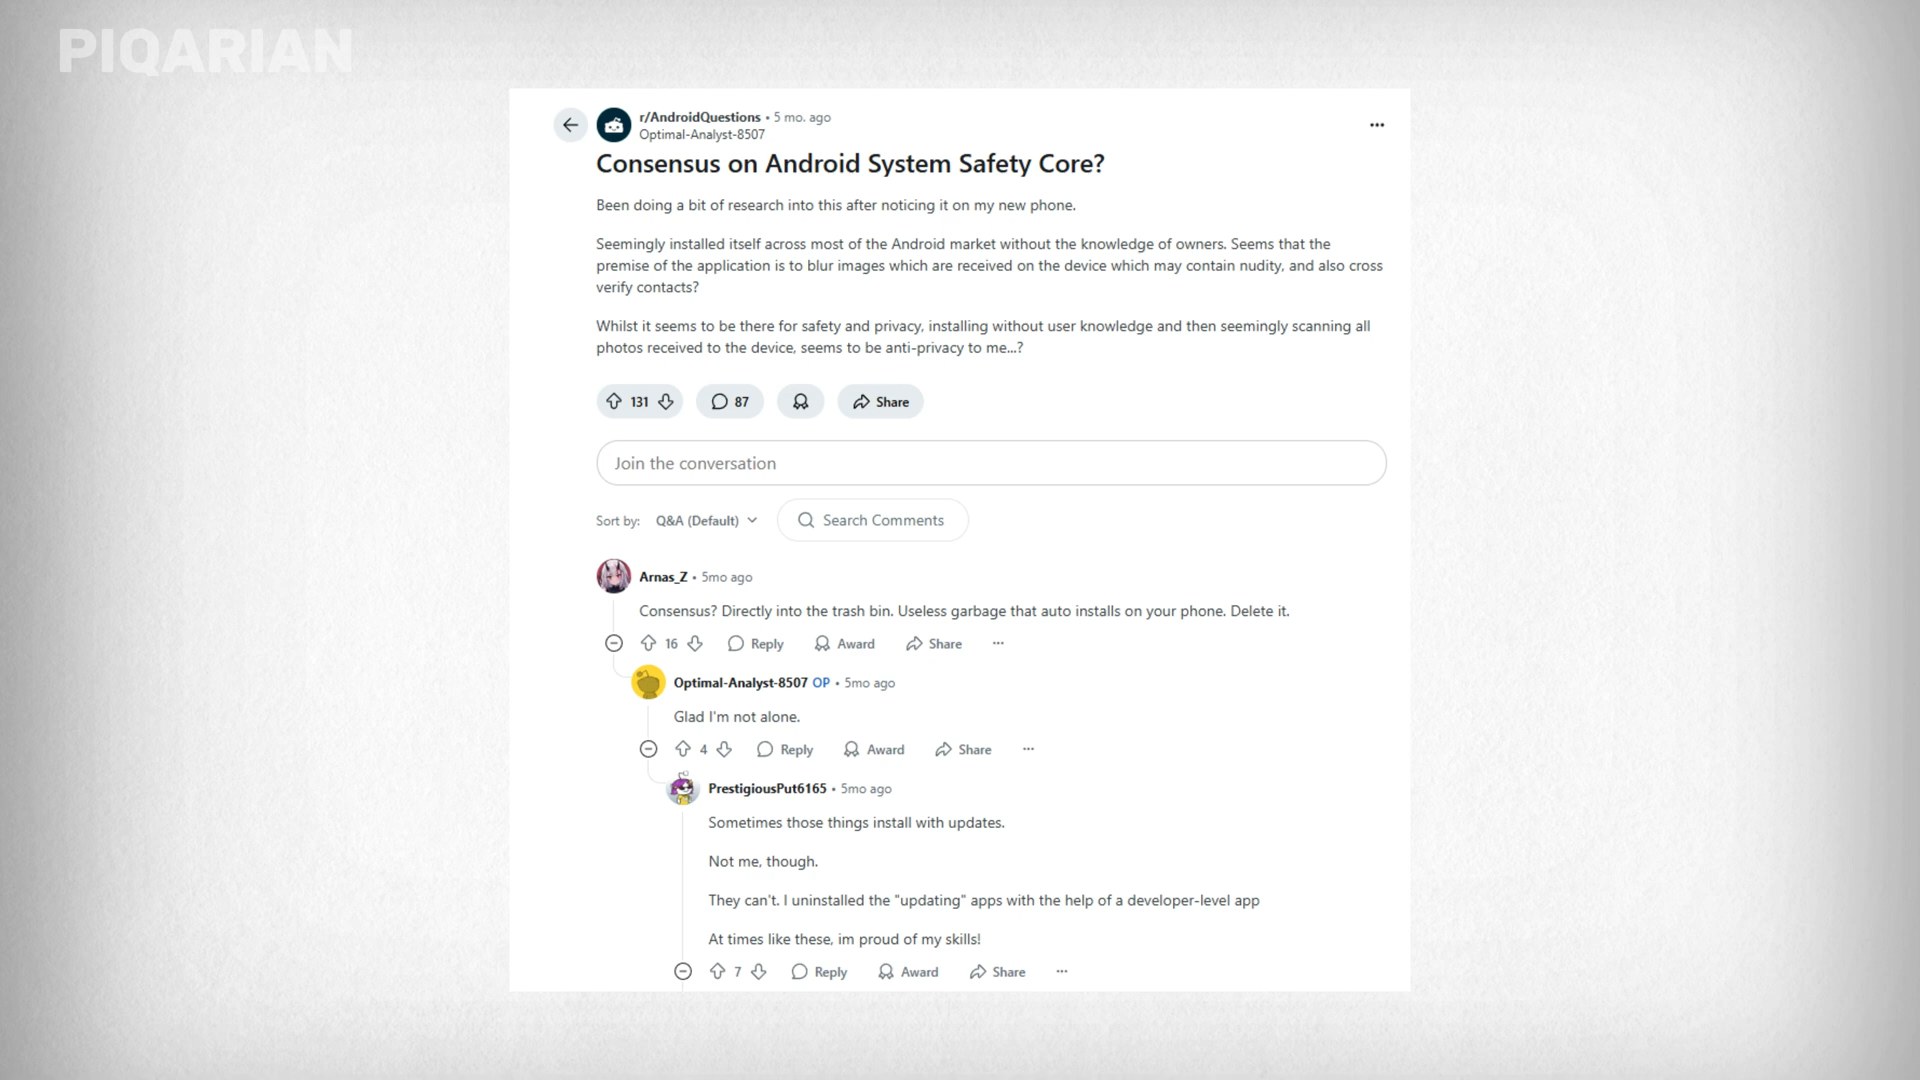 PIQARIAN
r/AndroidQuestions • 5 mo. ago
Optimal-Analyst-8507
Consensus on Android System Safety Core?
Been doing a bit of research into this after noticing it on my new phone.
Seemingly installed itself across most of the Android market without the knowledge of owners. Seems that the
premise of the application is to blur images which are received on the device which may contain nudity, and also cross
verify contacts?
Whilst it seems to be there for safety and privacy, installing without user knowledge and then seemingly scanning all
photos received to the device, seems to be anti-privacy to me...?
131 87 Share
Join the conversation
Sort by: Q&A (Default) Search Comments
Arnas_Z • 5mo ago
Consensus? Directly into the trash bin. Useless garbage that auto installs on your phone. Delete it.
16 Reply Award Share ...
Optimal-Analyst-8507 OP • 5mo ago
Glad I'm not alone.
4 Reply Award Share ...
PrestigiousPut6165 • 5mo ago
Sometimes those things install with updates.
Not me, though.
They can't. I uninstalled the "updating" apps with the help of a developer-level app
At times like these, im proud of my skills!
7 Reply Award Share ...